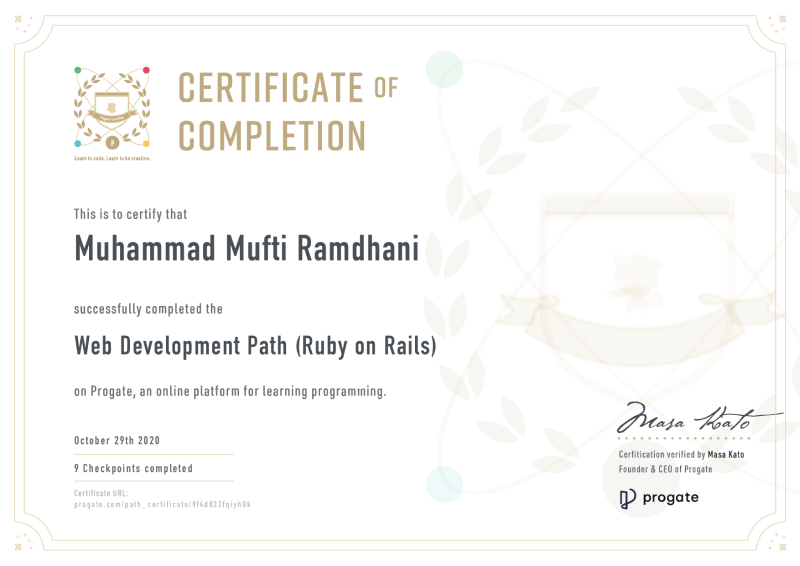 CERTIFICATE OF
COMPLETION
Learn to code. Learn to be creative.
This is to certify that
Muhammad Mufti Ramdhani
successfully completed the
Web Development Path (Ruby on Rails)
on Progate, an online platform for learning programming.
October 29th 2020
9 Checkpoints completed
Certificate URL:
progate.com/path_certificate/9f4d823fqiyh0k
Masa Kato
Certification verified by Masa Kato
Founder & CEO of Progate
progate